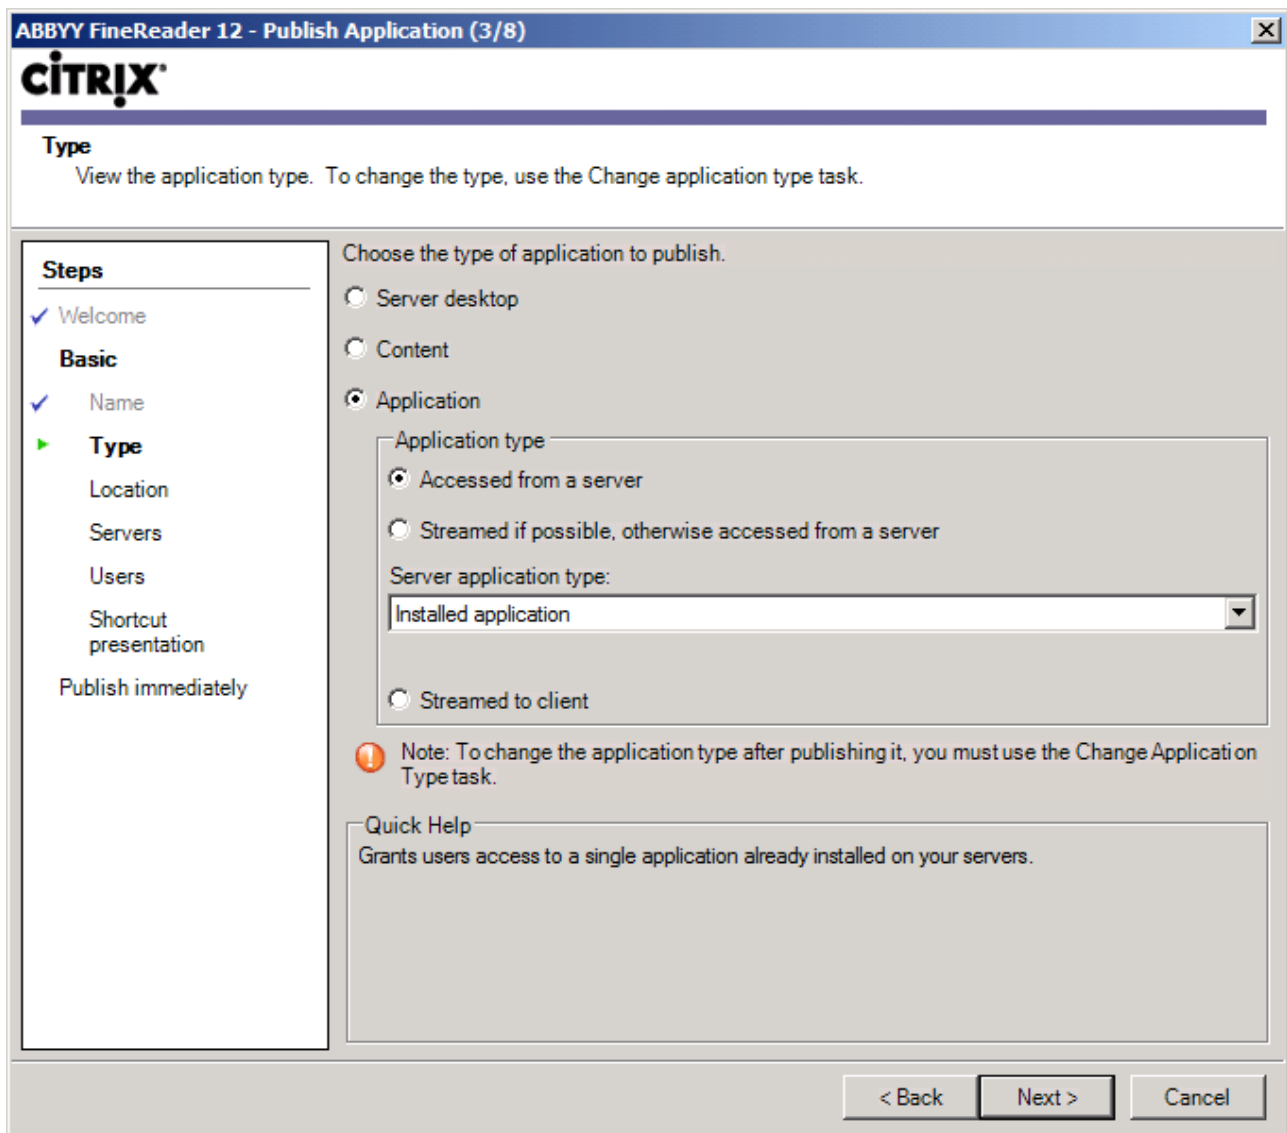 ABBYY FineReader 12 - Publish Application (3/8)
CİTRIX
Type
View the application type. To change the type, use the Change application type task.
Steps
Welcome
Basic
Name
Type
Location
Servers
Users
Shortcut
presentation
Publish immediately
Choose the type of application to publish.
Server desktop
Content
Application
Application type
Accessed from a server
Streamed if possible, otherwise accessed from a server
Server application type:
Installed application
Streamed to client
Note: To change the application type after publishing it, you must use the Change Application
Type task.
Quick Help
Grants users access to a single application already installed on your servers.
< Back
Next >
Cancel